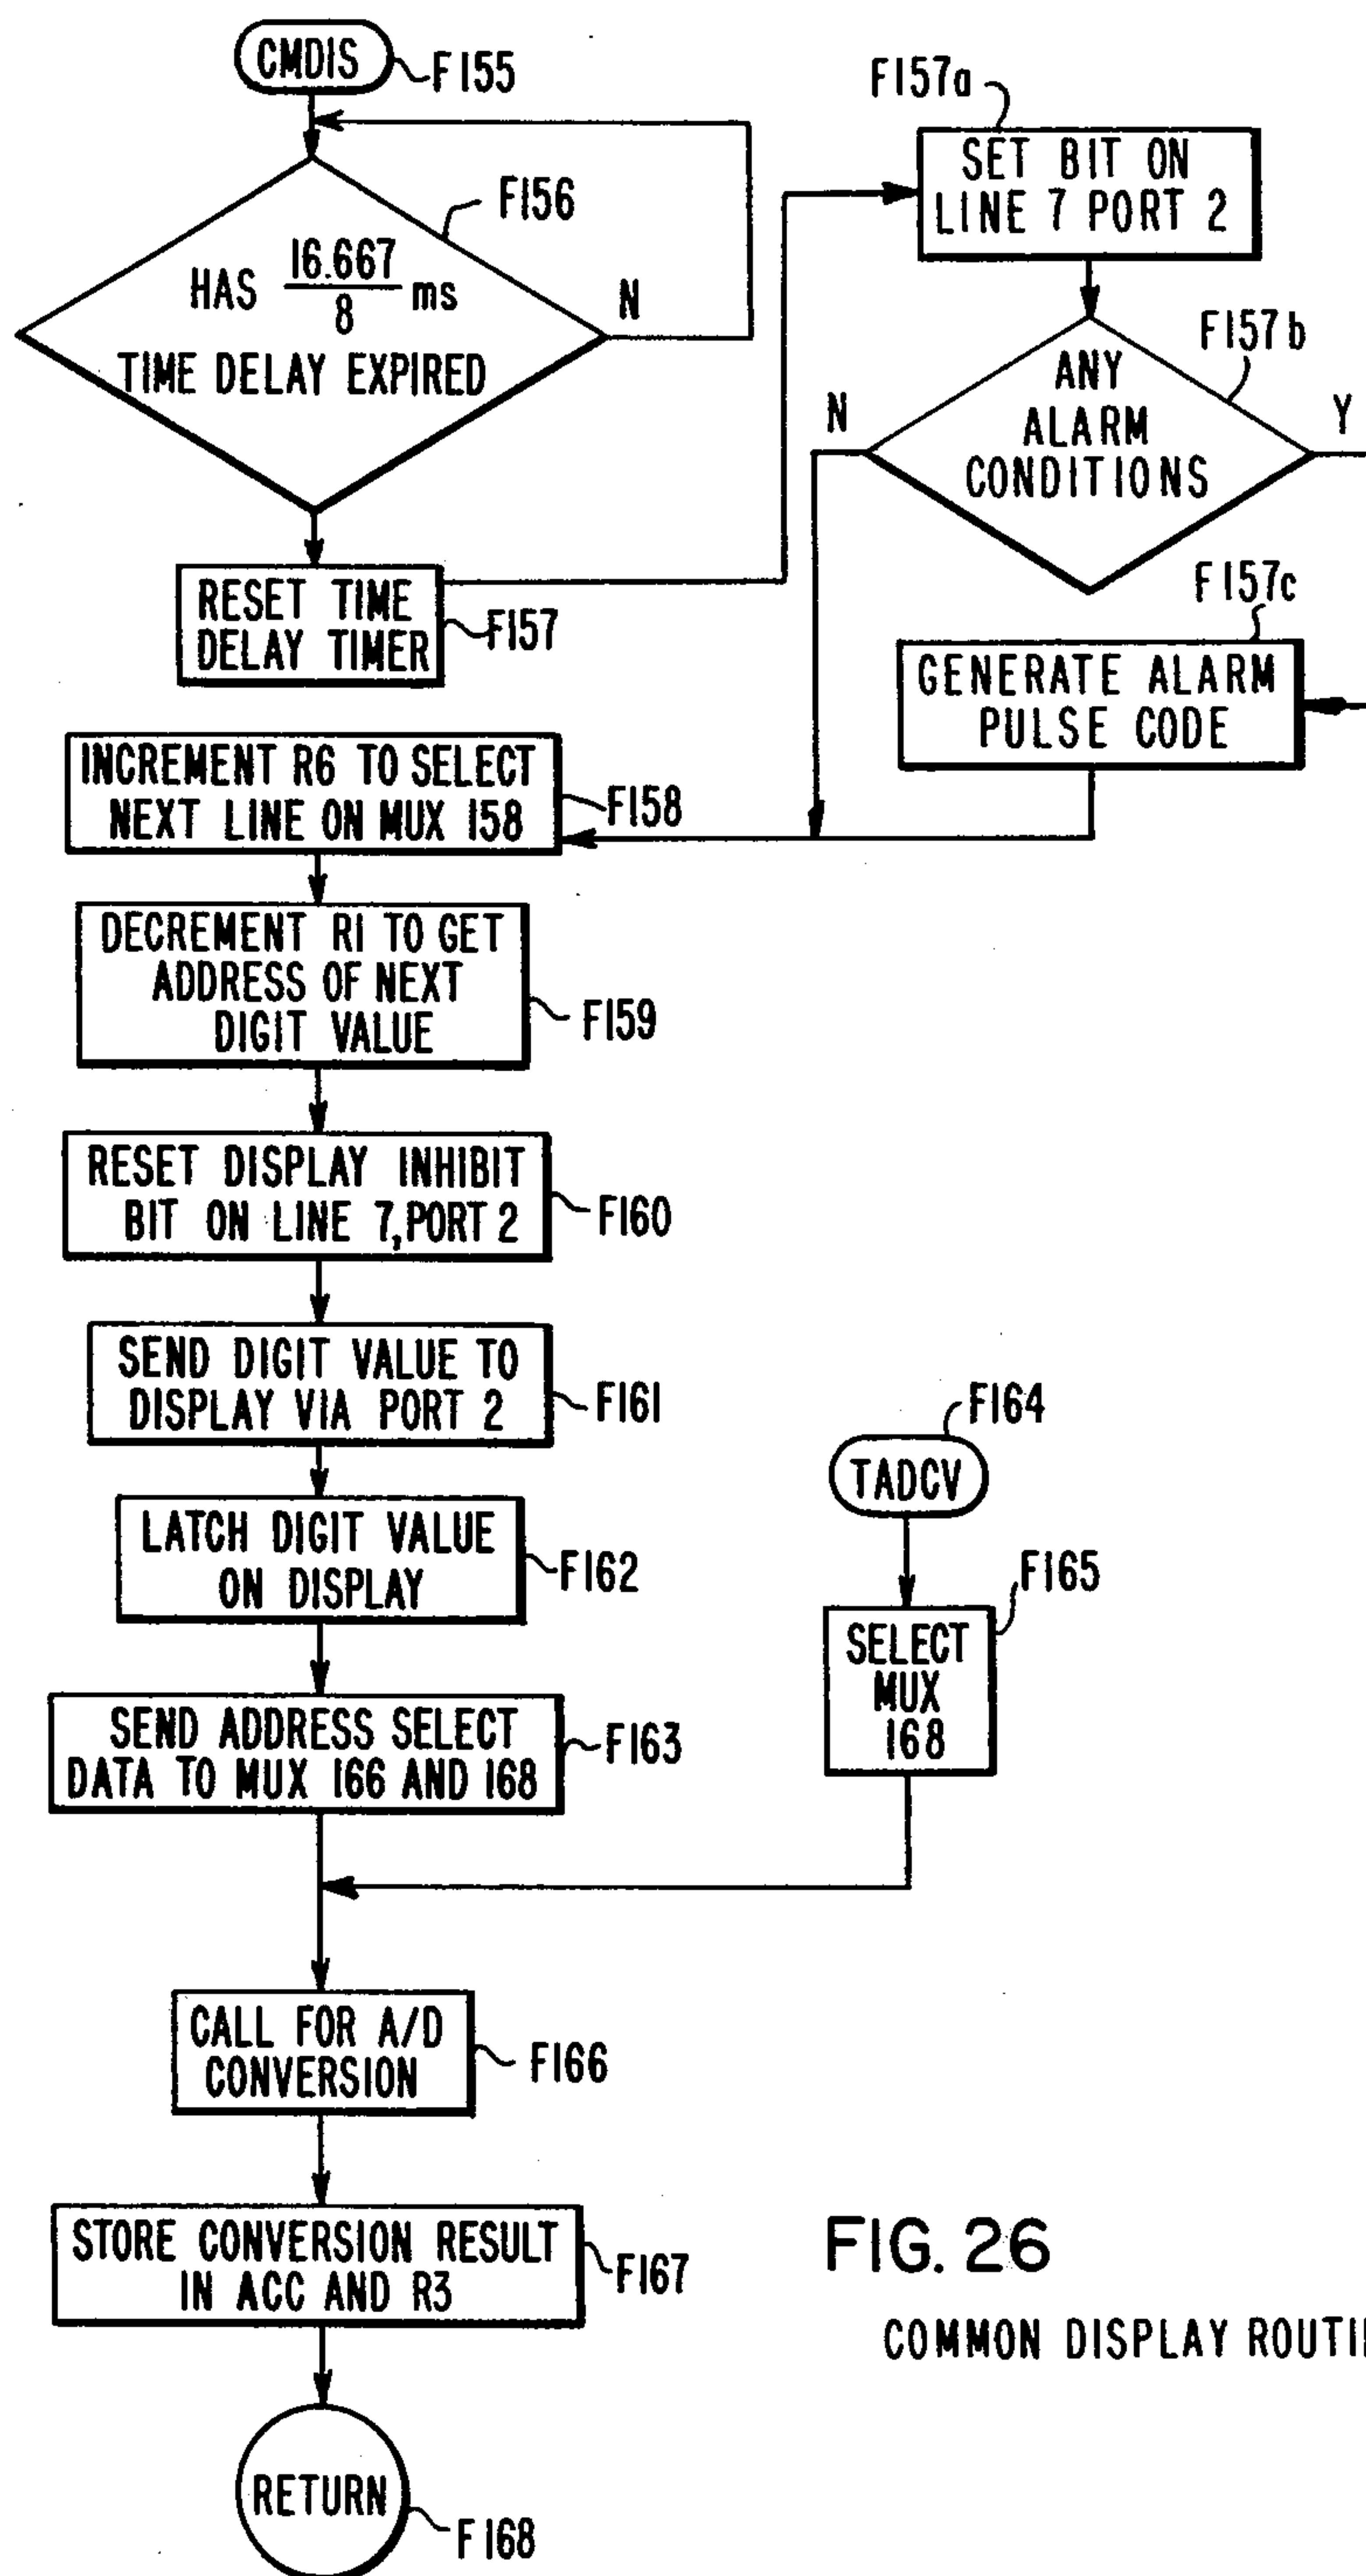 CMDIS
F155
HAS 16.667/8 ms
TIME DELAY EXPIRED
F156
N
RESET TIME
DELAY TIMER
F157
F157a
SET BIT ON
LINE 7 PORT 2
F157b
ANY
ALARM
CONDITIONS
N
Y
F157c
GENERATE ALARM
PULSE CODE
INCREMENT R6 TO SELECT
NEXT LINE ON MUX 158
F158
DECREMENT R1 TO GET
ADDRESS OF NEXT
DIGIT VALUE
F159
RESET DISPLAY INHIBIT
BIT ON LINE 7, PORT 2
F160
SEND DIGIT VALUE TO
DISPLAY VIA PORT 2
F161
LATCH DIGIT VALUE
ON DISPLAY
F162
SEND ADDRESS SELECT
DATA TO MUX 166 AND 168
F163
F164
TADCV
F165
SELECT
MUX
168
CALL FOR A/D
CONVERSION
F166
STORE CONVERSION RESULT
IN ACC AND R3
F167
RETURN
F168
FIG. 26
COMMON DISPLAY ROUTI